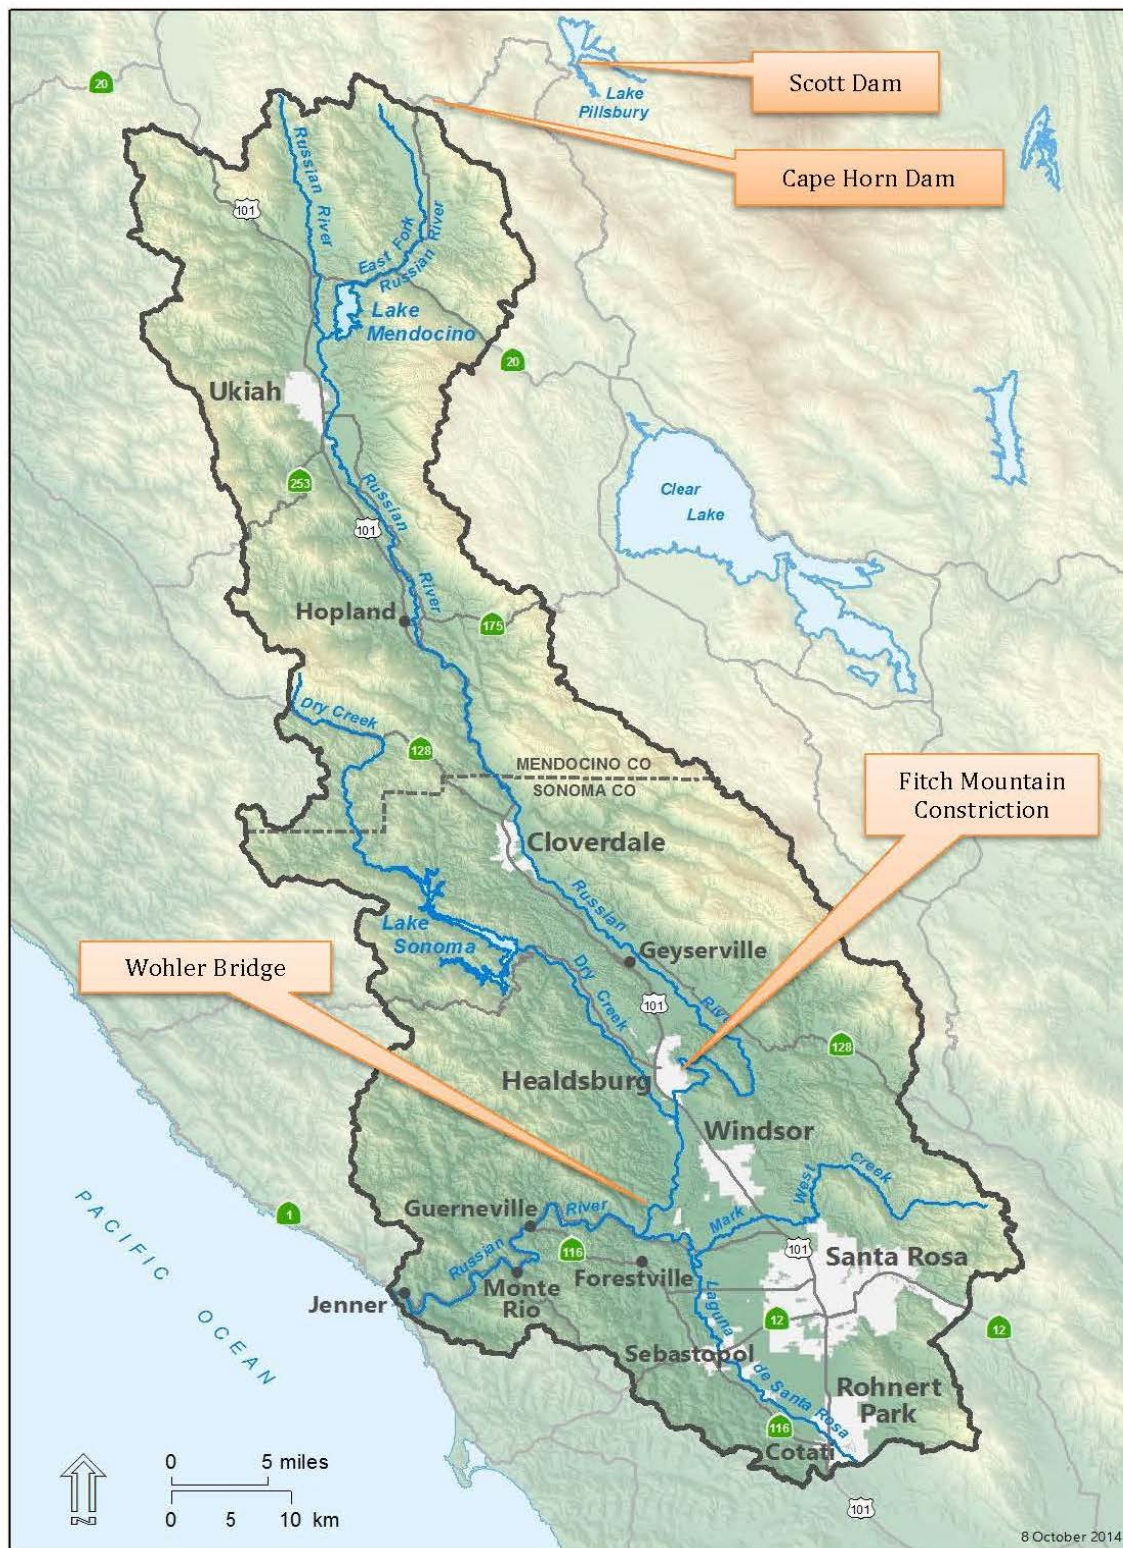 Scott Dam
Lake
Pillsbury
20
Cape Horn Dam
Russian River
101
East Fork
Russian River
Lake
Mendocino
20
Ukiah
Clear
Lake
253
Russian River
101
Hopland
175
Dry Creek
128
MENDOCINO CO
SONOMA CO
Fitch Mountain
Constriction
Cloverdale
Russian River
Lake
Sonoma
Geyserville
Wohler Bridge
Dry Creek
101
128
Healdsburg
Windsor
Mark West Creek
1
Guerneville
Russian River
116
101
Santa Rosa
Forestville
Monte
Rio
Jenner
PACIFIC OCEAN
Laguna de Santa Rosa
12
12
Sebastopol
Rohnert
Park
116
Cotati
101
0 5 miles
0 5 10 km
N
8 October 2014